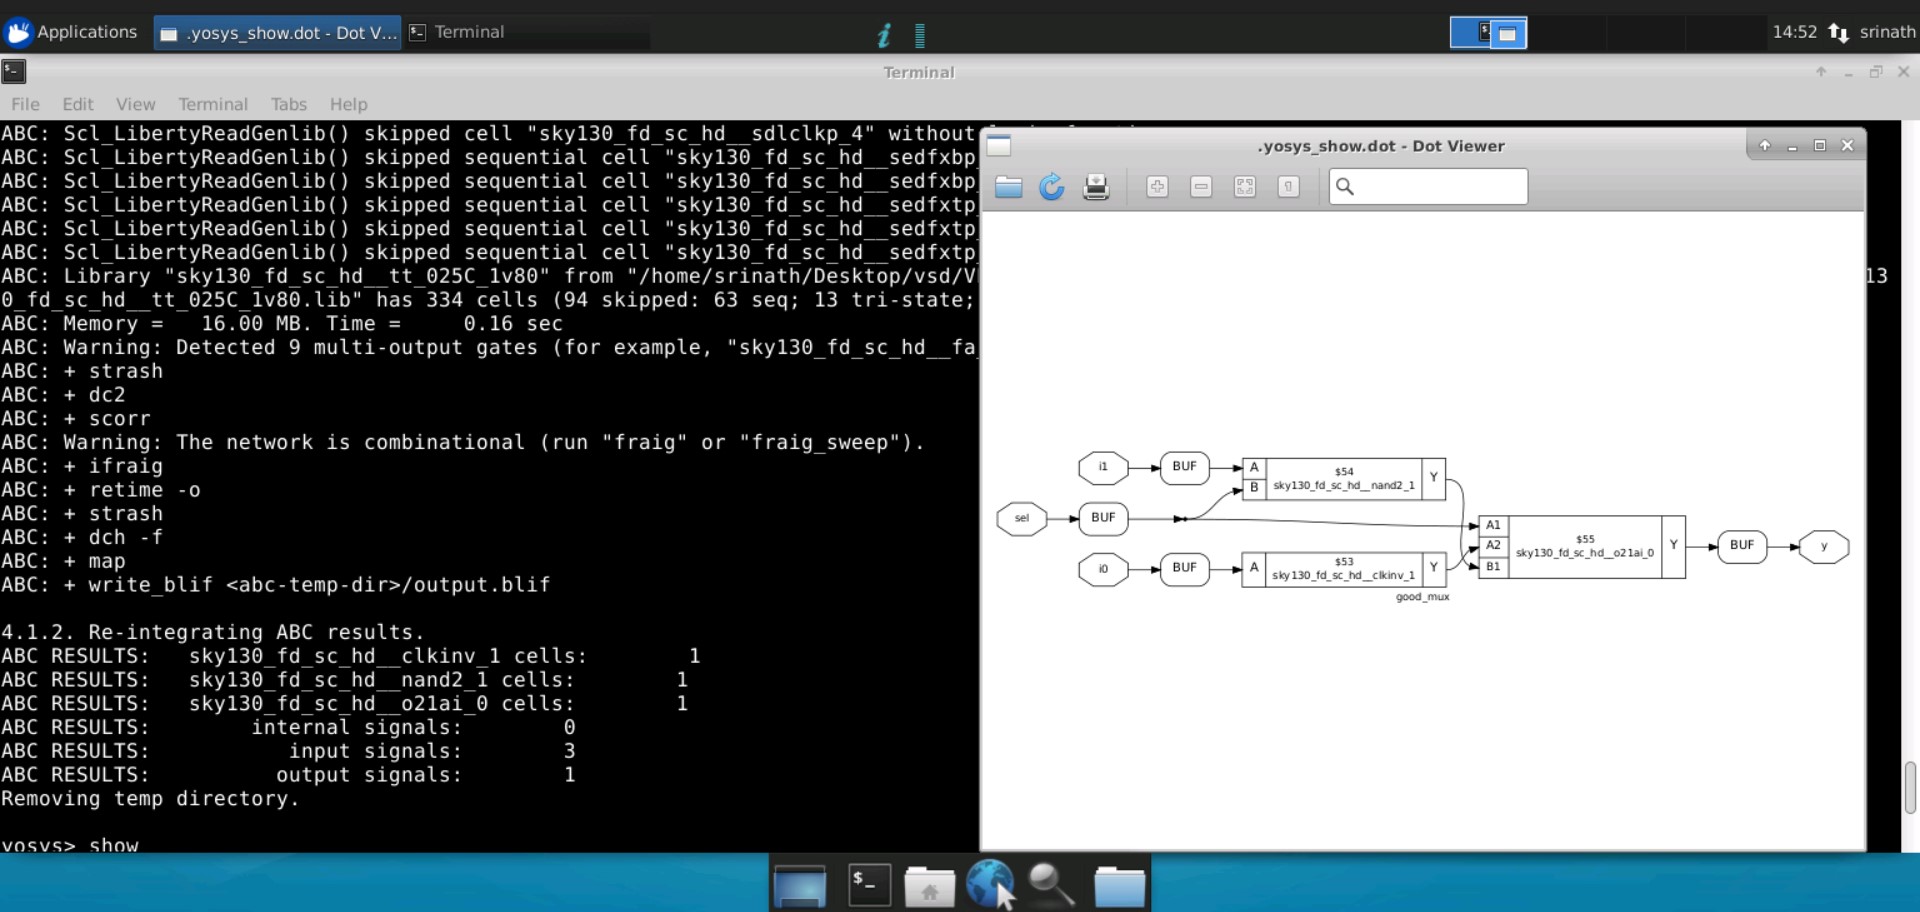 Applications
.yosys_show.dot - Dot V...
Terminal
14:52
srinath
Terminal
File Edit View Terminal Tabs Help
ABC: Scl_LibertyReadGenlib() skipped cell "sky130_fd_sc_hd__sdlclkp_4" without
ABC: Scl_LibertyReadGenlib() skipped sequential cell "sky130_fd_sc_hd__sedfxbp_
ABC: Scl_LibertyReadGenlib() skipped sequential cell "sky130_fd_sc_hd__sedfxbp_
ABC: Scl_LibertyReadGenlib() skipped sequential cell "sky130_fd_sc_hd__sedfxtp_
ABC: Scl_LibertyReadGenlib() skipped sequential cell "sky130_fd_sc_hd__sedfxtp_
ABC: Scl_LibertyReadGenlib() skipped sequential cell "sky130_fd_sc_hd__sedfxtp_
ABC: Library "sky130_fd_sc_hd__tt_025C_1v80" from "/home/srinath/Desktop/vsd/V 13
0_fd_sc_hd__tt_025C_1v80.lib" has 334 cells (94 skipped: 63 seq; 13 tri-state;
ABC: Memory = 16.00 MB. Time = 0.16 sec
ABC: Warning: Detected 9 multi-output gates (for example, "sky130_fd_sc_hd__fa_
ABC: + strash
ABC: + dc2
ABC: + scorr
ABC: Warning: The network is combinational (run "fraig" or "fraig_sweep").
ABC: + ifraig
ABC: + retime -o
ABC: + strash
ABC: + dch -f
ABC: + map
ABC: + write_blif <abc-temp-dir>/output.blif
4.1.2. Re-integrating ABC results.
ABC RESULTS: sky130_fd_sc_hd__clkinv_1 cells: 1
ABC RESULTS: sky130_fd_sc_hd__nand2_1 cells: 1
ABC RESULTS: sky130_fd_sc_hd__o21ai_0 cells: 1
ABC RESULTS: internal signals: 0
ABC RESULTS: input signals: 3
ABC RESULTS: output signals: 1
Removing temp directory.
yosys> show
.yosys_show.dot - Dot Viewer
i1
BUF
A
B
$54
sky130_fd_sc_hd__nand2_1
Y
sel
BUF
i0
BUF
A
$53
sky130_fd_sc_hd__clkinv_1
Y
A1
A2
B1
$55
sky130_fd_sc_hd__o21ai_0
Y
BUF
y
good_mux